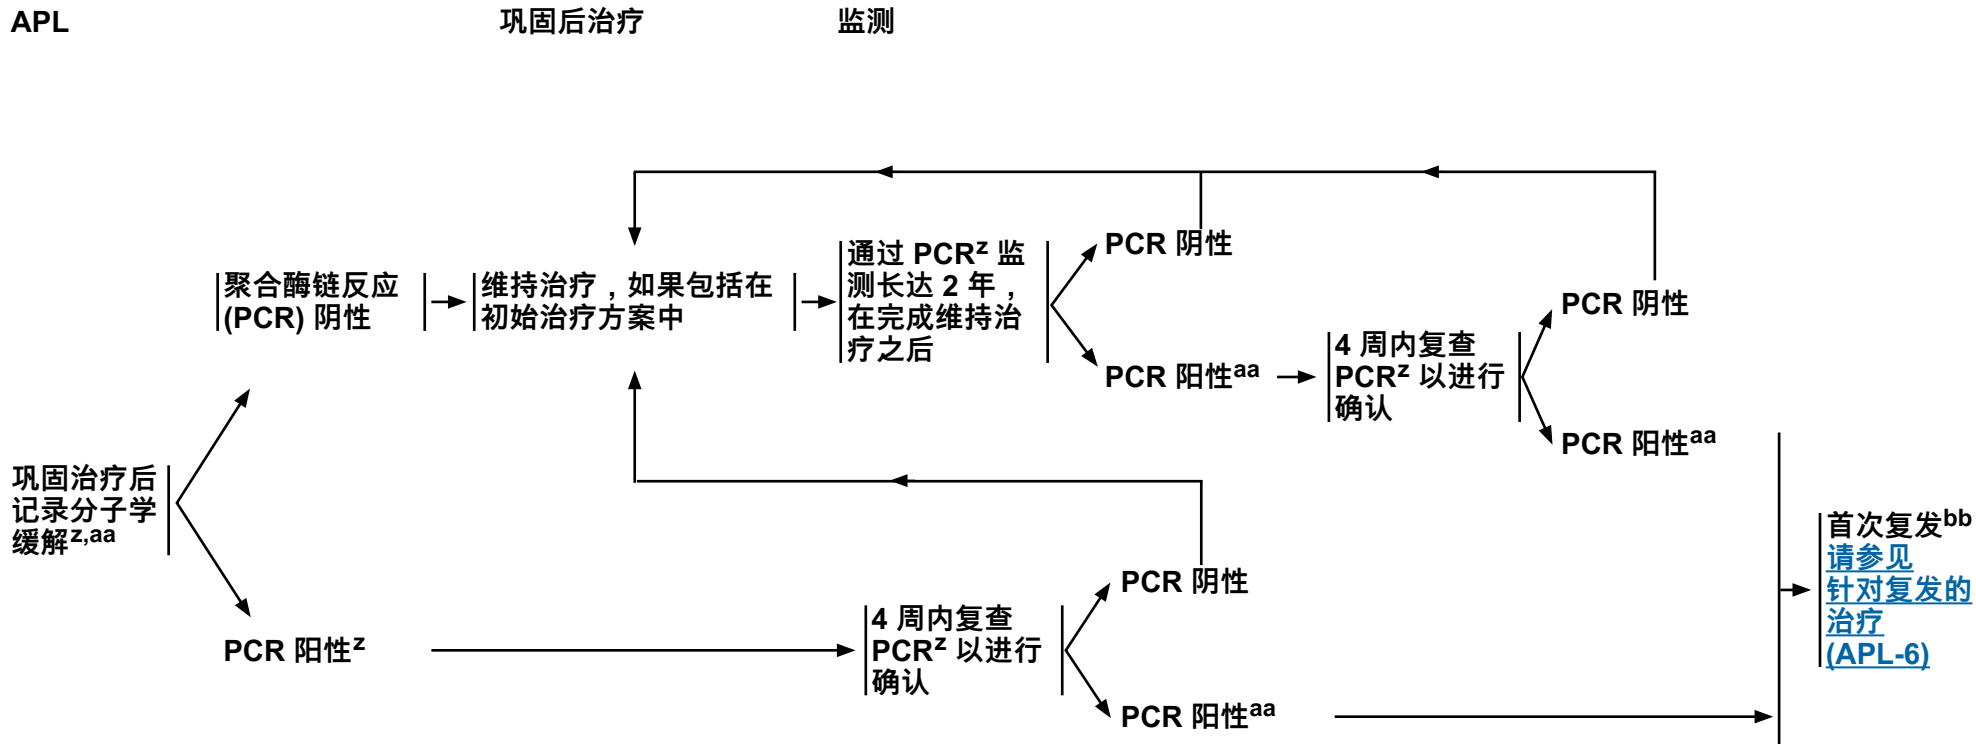 APL
巩固后治疗
监测
聚合酶链反应
(PCR) 阴性
维持治疗，如果包括在
初始治疗方案中
通过 PCRᶻ 监
测长达 2 年，
在完成维持治
疗之后
PCR 阴性
PCR 阳性aa
4 周内复查
PCRᶻ 以进行
确认
PCR 阴性
PCR 阳性aa
巩固治疗后
记录分子学
缓解z,aa
PCR 阳性ᶻ
4 周内复查
PCRᶻ 以进行
确认
PCR 阴性
PCR 阳性aa
首次复发bb
请参见
针对复发的
治疗
(APL-6)